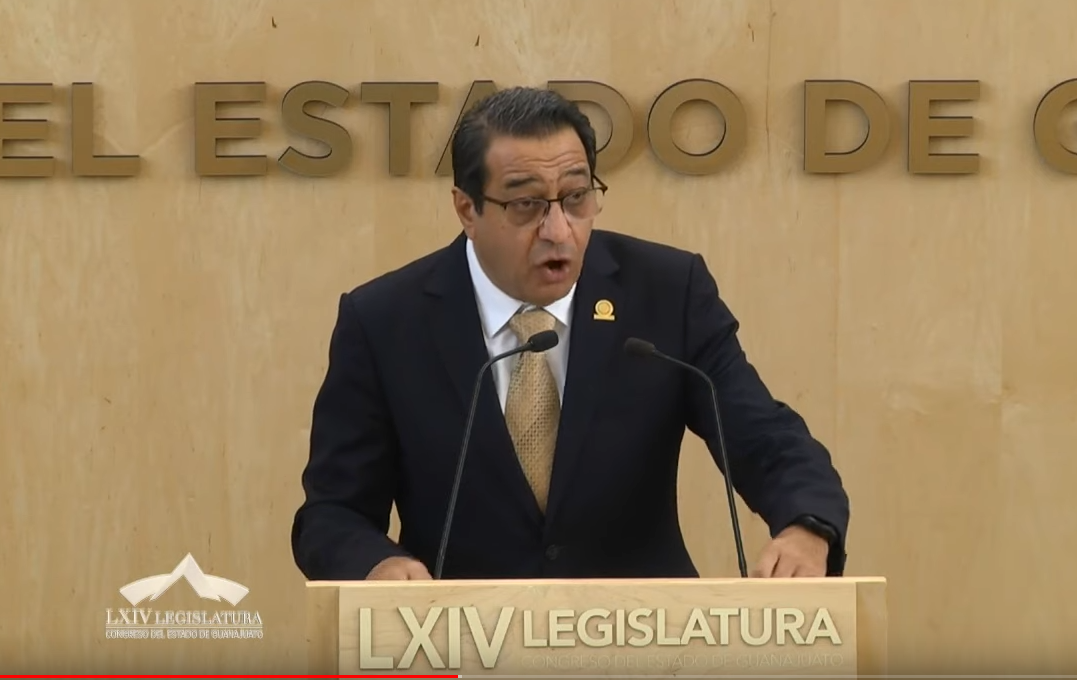 EL ESTADO DE G
LXIV LEGISLATURA
CONGRESO DEL ESTADO DE GUANAJUATO
LXIV LEGISLATURA
CONGRESO DEL ESTADO DE GUANAJUATO